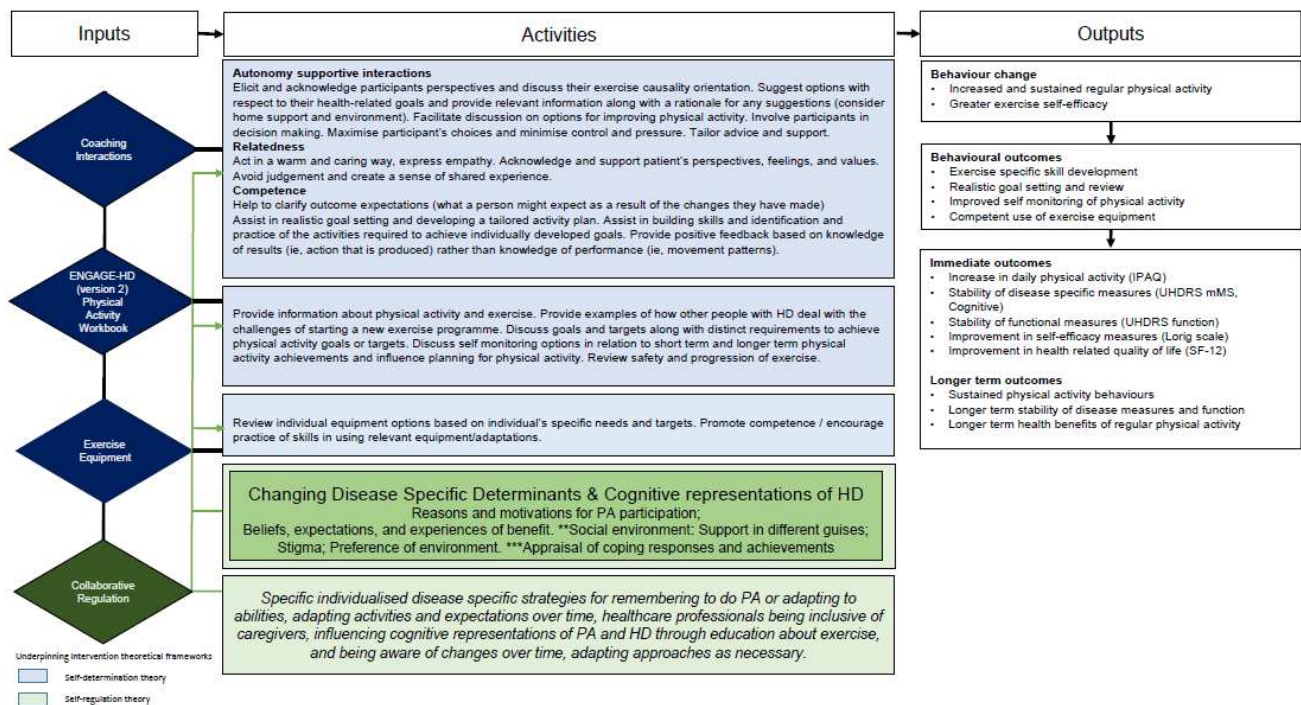 Inputs
Activities
Outputs
Coaching
Interactions
ENGAGE-HD
(version 2)
Physical
Activity
Workbook
Exercise
Equipment
Collaborative
Regulation
Autonomy supportive interactions
Elicit and acknowledge participants perspectives and discuss their exercise causality orientation. Suggest options with
respect to their health-related goals and provide relevant information along with a rationale for any suggestions (consider
home support and environment). Facilitate discussion on options for improving physical activity. Involve participants in
decision making. Maximise participant's choices and minimise control and pressure. Tailor advice and support.
Relatedness
Act in a warm and caring way, express empathy. Acknowledge and support patient's perspectives, feelings, and values.
Avoid judgement and create a sense of shared experience.
Competence
Help to clarify outcome expectations (what a person might expect as a result of the changes they have made)
Assist in realistic goal setting and developing a tailored activity plan. Assist in building skills and identification and
practice of the activities required to achieve individually developed goals. Provide positive feedback based on knowledge
of results (ie, action that is produced) rather than knowledge of performance (ie, movement patterns).
Provide information about physical activity and exercise. Provide examples of how other people with HD deal with the
challenges of starting a new exercise programme. Discuss goals and targets along with distinct requirements to achieve
physical activity goals or targets. Discuss self monitoring options in relation to short term and longer term physical
activity achievements and influence planning for physical activity. Review safety and progression of exercise.
Review individual equipment options based on individual's specific needs and targets. Promote competence / encourage
practice of skills in using relevant equipment/adaptations.
Changing Disease Specific Determinants & Cognitive representations of HD
Reasons and motivations for PA participation;
Beliefs, expectations, and experiences of benefit. **Social environment: Support in different guises;
Stigma; Preference of environment. ***Appraisal of coping responses and achievements
Specific individualised disease specific strategies for remembering to do PA or adapting to
abilities, adapting activities and expectations over time, healthcare professionals being inclusive of
caregivers, influencing cognitive representations of PA and HD through education about exercise,
and being aware of changes over time, adapting approaches as necessary.
Behaviour change
• Increased and sustained regular physical activity
• Greater exercise self-efficacy
Behavioural outcomes
• Exercise specific skill development
• Realistic goal setting and review
• Improved self monitoring of physical activity
• Competent use of exercise equipment
Immediate outcomes
• Increase in daily physical activity (IPAQ)
• Stability of disease specific measures (UHDRS mMS,
Cognitive)
• Stability of functional measures (UHDRS function)
• Improvement in self-efficacy measures (Lorig scale)
• Improvement in health related quality of life (SF-12)
Longer term outcomes
• Sustained physical activity behaviours
• Longer term stability of disease measures and function
• Longer term health benefits of regular physical activity
Underpinning intervention theoretical frameworks
Self-determination theory
Self-regulation theory